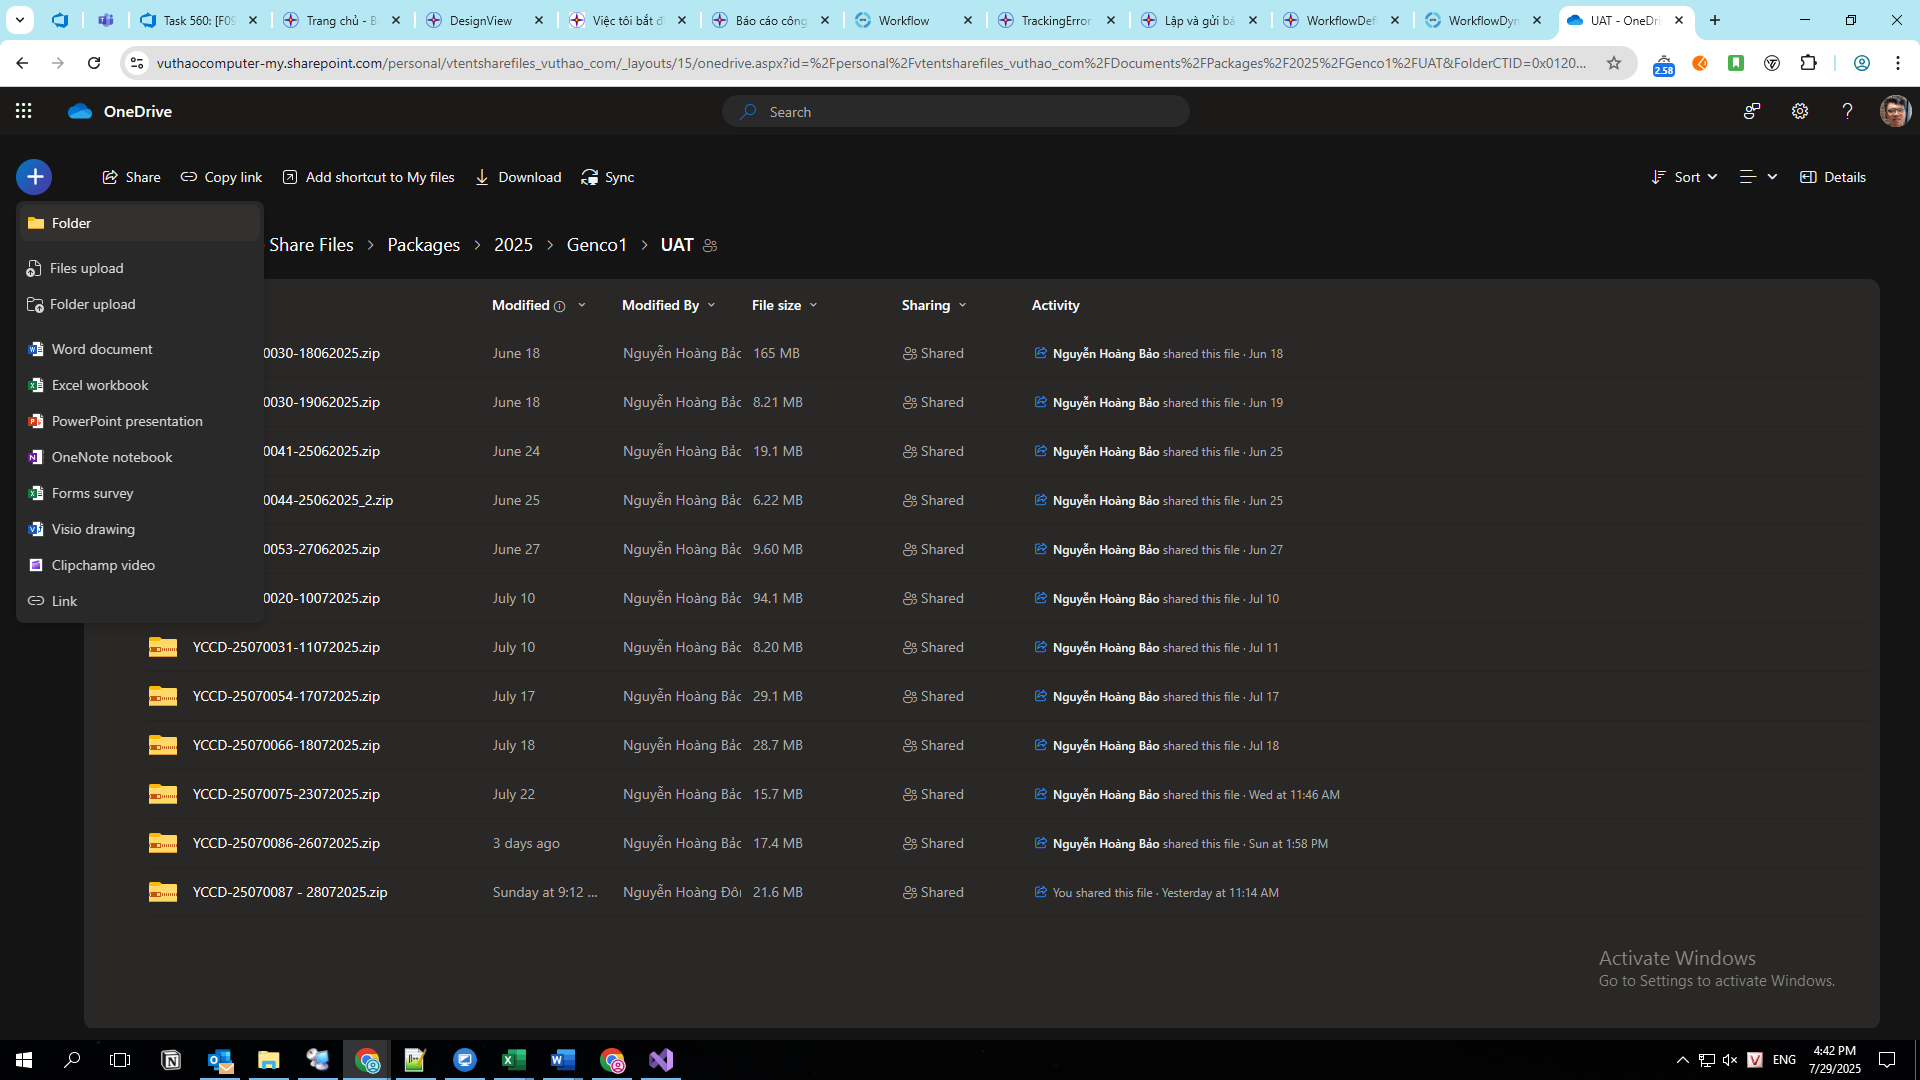 Task 560: [F09
Trang chủ - B
DesignView
Việc tôi bắt đ
Báo cáo công
Workflow
TrackingError
Lập và gửi bá
WorkflowDefi
WorkflowDyn
UAT - OneDri
vuthaocomputer-my.sharepoint.com/personal/vtentsharefiles_vuthao_com/_layouts/15/onedrive.aspx?id=%2Fpersonal%2Fvtentsharefiles_vuthao_com%2FDocuments%2FPackages%2F2025%2FGenco1%2FUAT&FolderCTID=0x0120...
2.58
OneDrive
Search
Share
Copy link
Add shortcut to My files
Download
Sync
Sort
Details
Folder
Files upload
Folder upload
Word document
Excel workbook
PowerPoint presentation
OneNote notebook
Forms survey
Visio drawing
Clipchamp video
Link
Share Files > Packages > 2025 > Genco1 > UAT
Modified Modified By File size Sharing Activity
0030-18062025.zip June 18 Nguyễn Hoàng Bảo 165 MB Shared Nguyễn Hoàng Bảo shared this file · Jun 18
0030-19062025.zip June 18 Nguyễn Hoàng Bảo 8.21 MB Shared Nguyễn Hoàng Bảo shared this file · Jun 19
0041-25062025.zip June 24 Nguyễn Hoàng Bảo 19.1 MB Shared Nguyễn Hoàng Bảo shared this file · Jun 25
0044-25062025_2.zip June 25 Nguyễn Hoàng Bảo 6.22 MB Shared Nguyễn Hoàng Bảo shared this file · Jun 25
0053-27062025.zip June 27 Nguyễn Hoàng Bảo 9.60 MB Shared Nguyễn Hoàng Bảo shared this file · Jun 27
0020-10072025.zip July 10 Nguyễn Hoàng Bảo 94.1 MB Shared Nguyễn Hoàng Bảo shared this file · Jul 10
YCCD-25070031-11072025.zip July 10 Nguyễn Hoàng Bảo 8.20 MB Shared Nguyễn Hoàng Bảo shared this file · Jul 11
YCCD-25070054-17072025.zip July 17 Nguyễn Hoàng Bảo 29.1 MB Shared Nguyễn Hoàng Bảo shared this file · Jul 17
YCCD-25070066-18072025.zip July 18 Nguyễn Hoàng Bảo 28.7 MB Shared Nguyễn Hoàng Bảo shared this file · Jul 18
YCCD-25070075-23072025.zip July 22 Nguyễn Hoàng Bảo 15.7 MB Shared Nguyễn Hoàng Bảo shared this file · Wed at 11:46 AM
YCCD-25070086-26072025.zip 3 days ago Nguyễn Hoàng Bảo 17.4 MB Shared Nguyễn Hoàng Bảo shared this file · Sun at 1:58 PM
YCCD-25070087 - 28072025.zip Sunday at 9:12 ... Nguyễn Hoàng Đôn 21.6 MB Shared You shared this file · Yesterday at 11:14 AM
Activate Windows
Go to Settings to activate Windows.
ENG
4:42 PM
7/29/2025